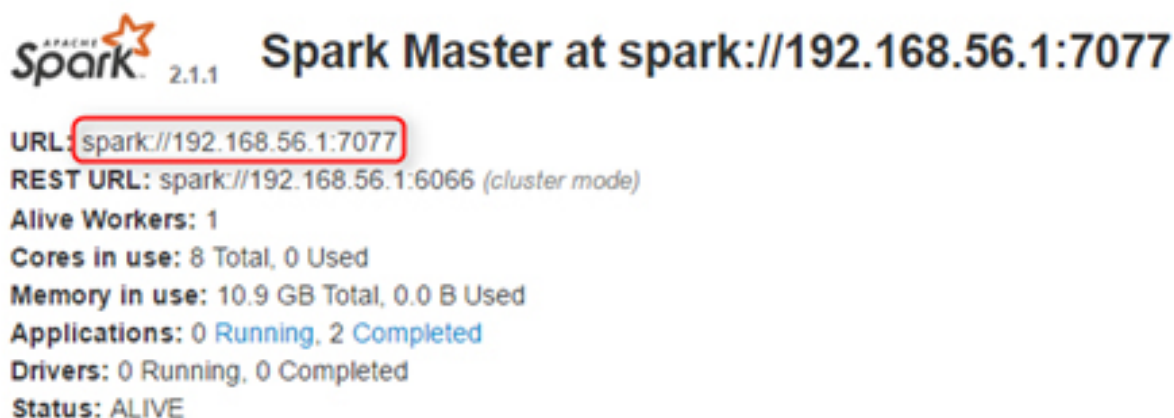 APACHE
Spark 2.1.1 Spark Master at spark://192.168.56.1:7077
URL: spark://192.168.56.1:7077
REST URL: spark://192.168.56.1:6066 (cluster mode)
Alive Workers: 1
Cores in use: 8 Total, 0 Used
Memory in use: 10.9 GB Total, 0.0 B Used
Applications: 0 Running, 2 Completed
Drivers: 0 Running, 0 Completed
Status: ALIVE